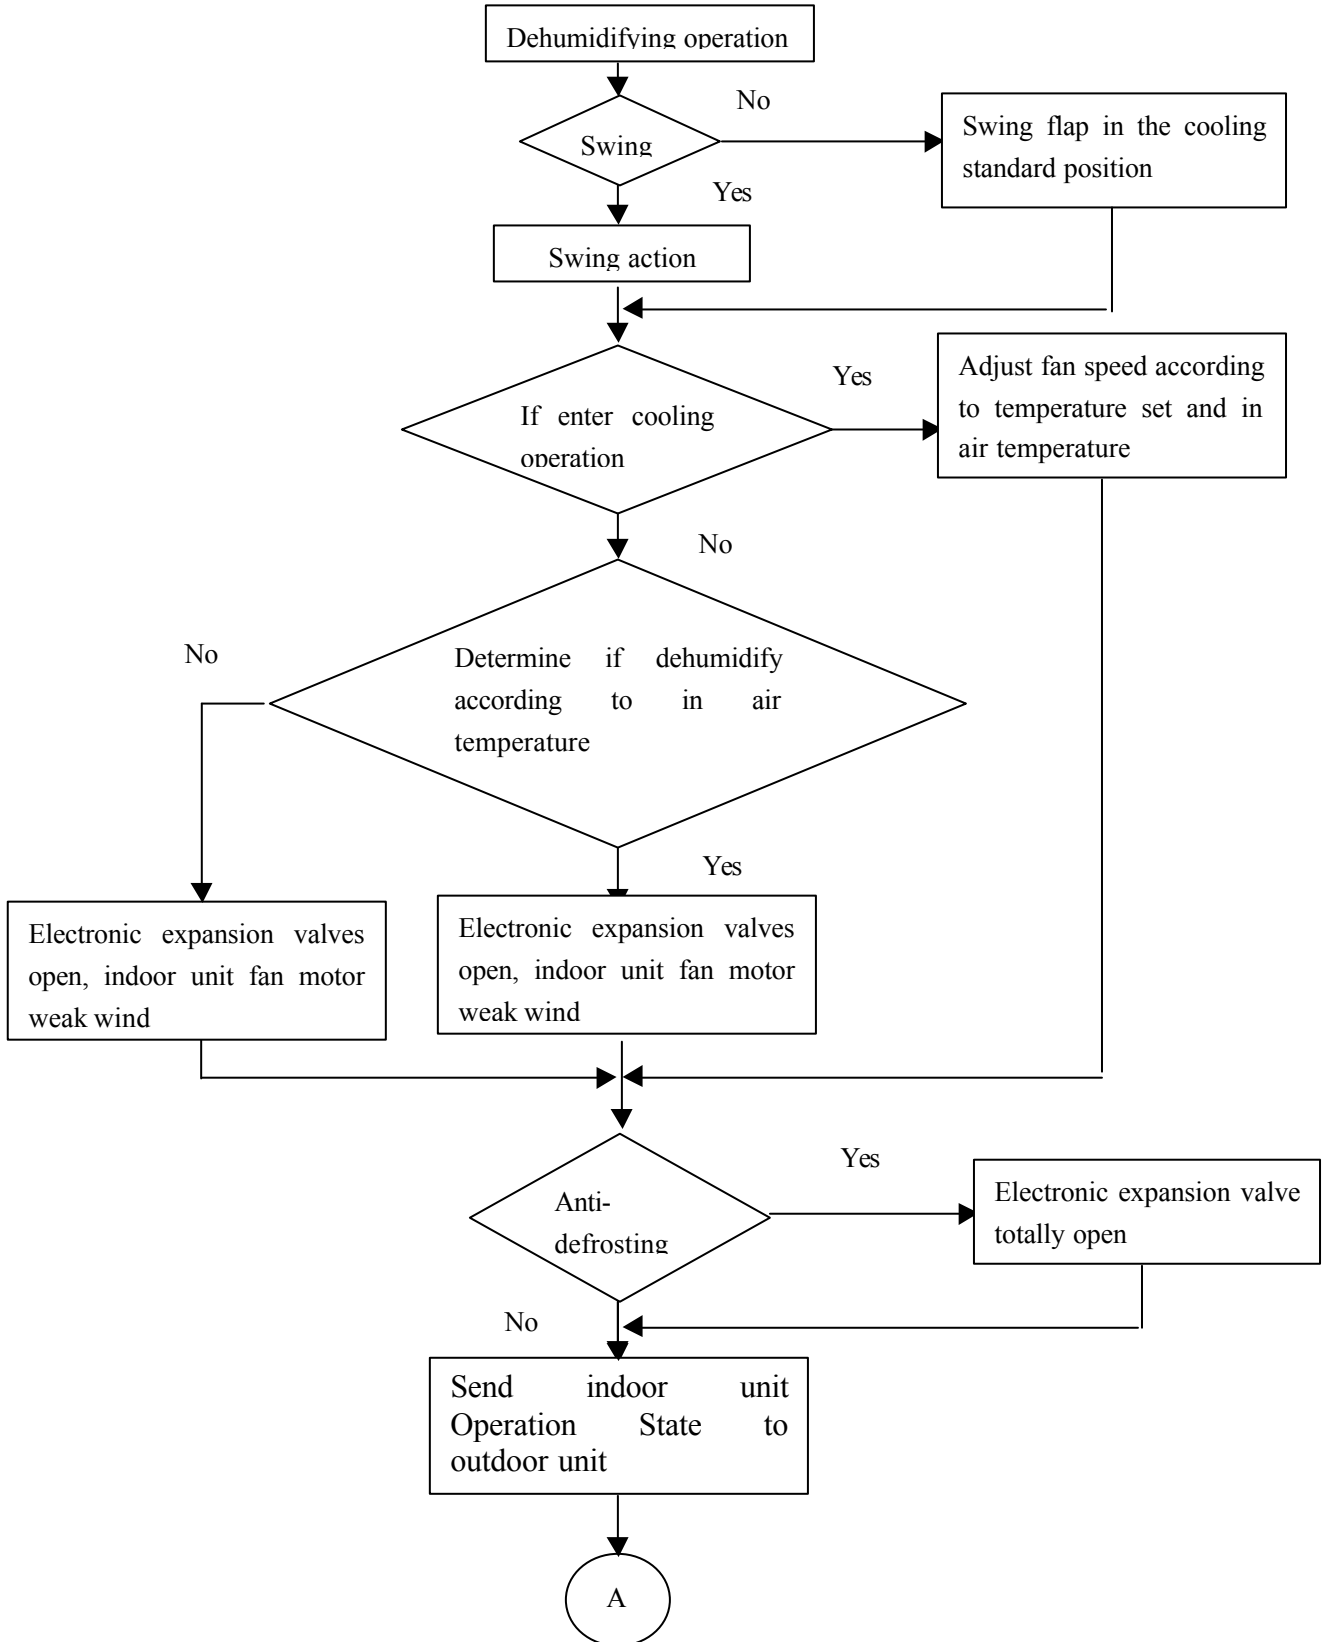 Dehumidifying operation
No
Swing
Swing flap in the cooling
standard position
Yes
Swing action
Yes
Adjust fan speed according
to temperature set and in
air temperature
If enter cooling
operation
No
No
Determine if dehumidify
according to in air
temperature
Yes
Electronic expansion valves
open, indoor unit fan motor
weak wind
Electronic expansion valves
open, indoor unit fan motor
weak wind
Yes
Anti-
defrosting
Electronic expansion valve
totally open
No
Send indoor unit
Operation State to
outdoor unit
A